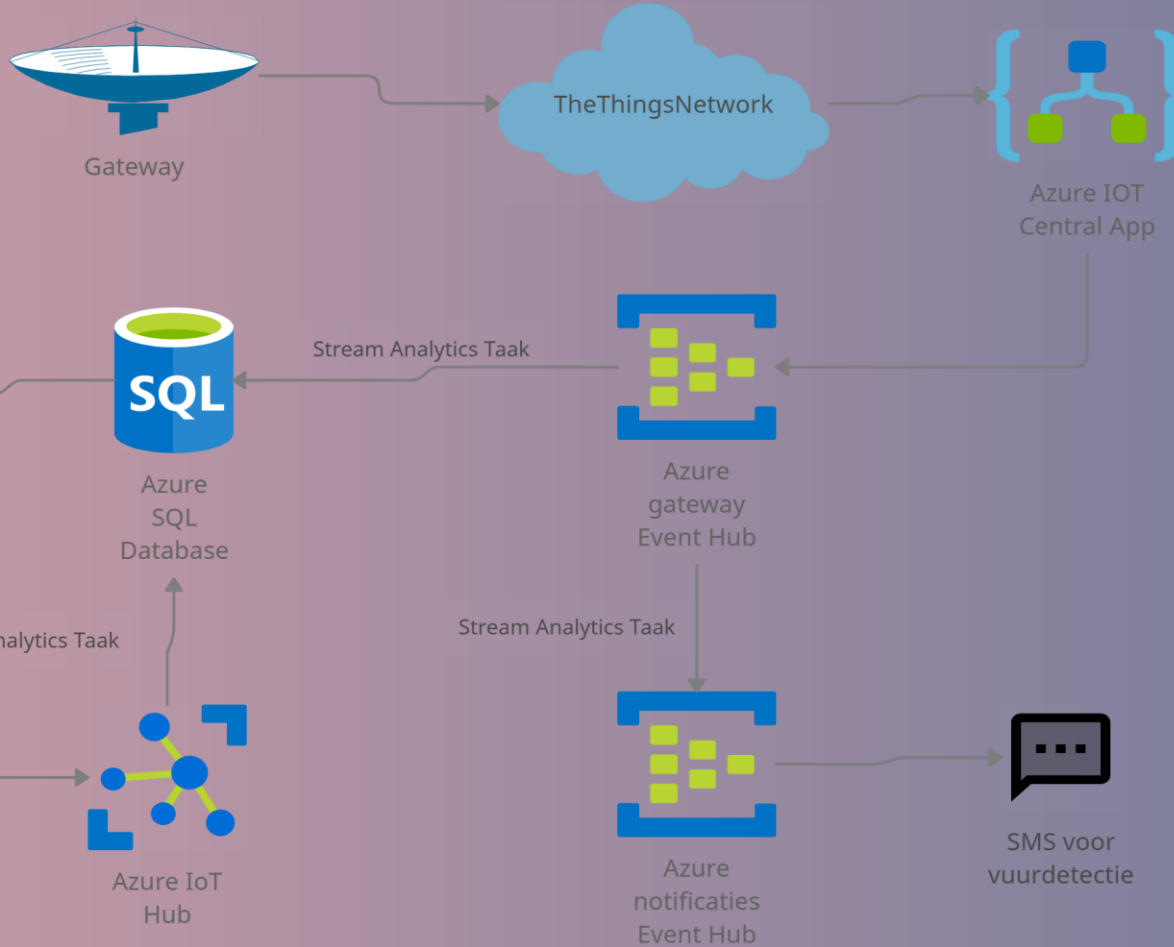 TheThingsNetwork
Gateway
Azure IOT
Central App
Stream Analytics Taak
SQL
Azure
SQL
Database
Azure
gateway
Event Hub
Stream Analytics Taak
nalytics Taak
Azure IoT
Hub
Azure
notificaties
Event Hub
SMS voor
vuurdetectie